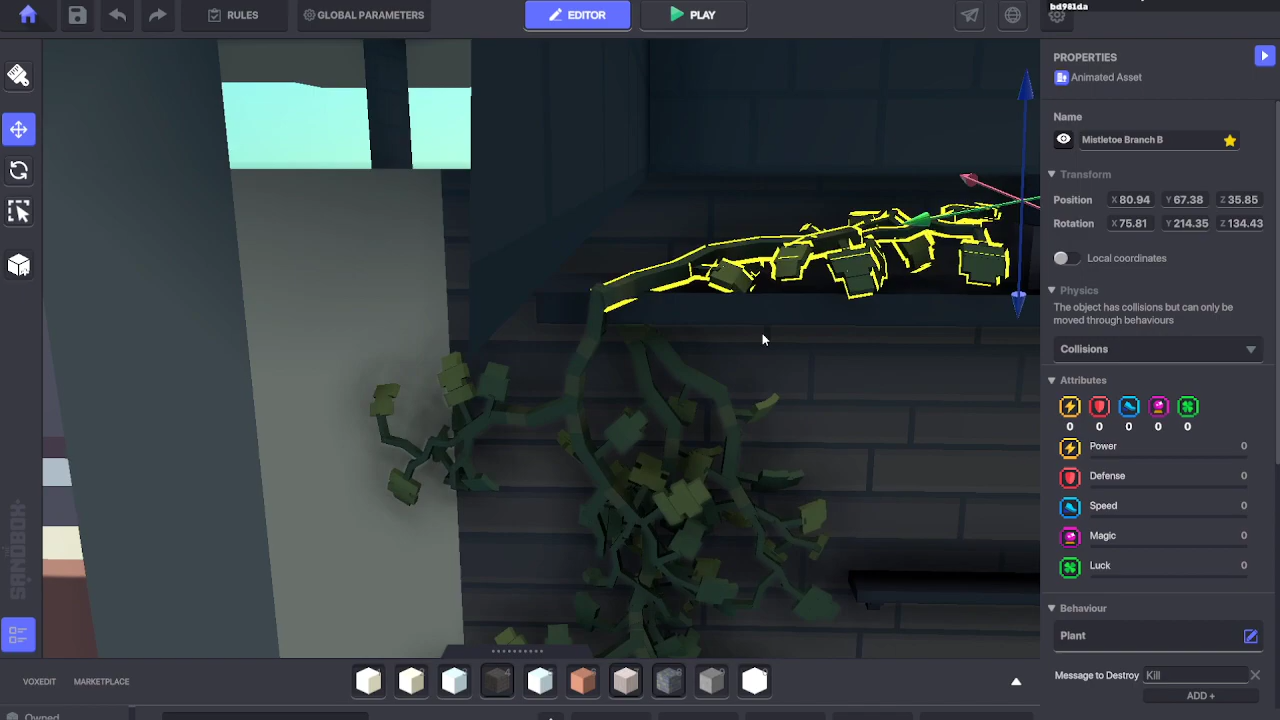 bd981da
RULES
GLOBAL PARAMETERS
EDITOR
PLAY
PROPERTIES
Animated Asset
Name
Mistletoe Branch B
Transform
Position X 80.94 Y 67.38 Z 35.85
Rotation X 75.81 Y 214.35 Z 134.43
Local coordinates
Physics
The object has collisions but can only be
moved through behaviours
Collisions
Attributes
0 0 0 0 0
Power 0
Defense 0
Speed 0
Magic 0
Luck 0
Behaviour
Plant
Message to Destroy Kill
ADD +
THE SANDBOX
VOXEDIT MARKETPLACE
Owned